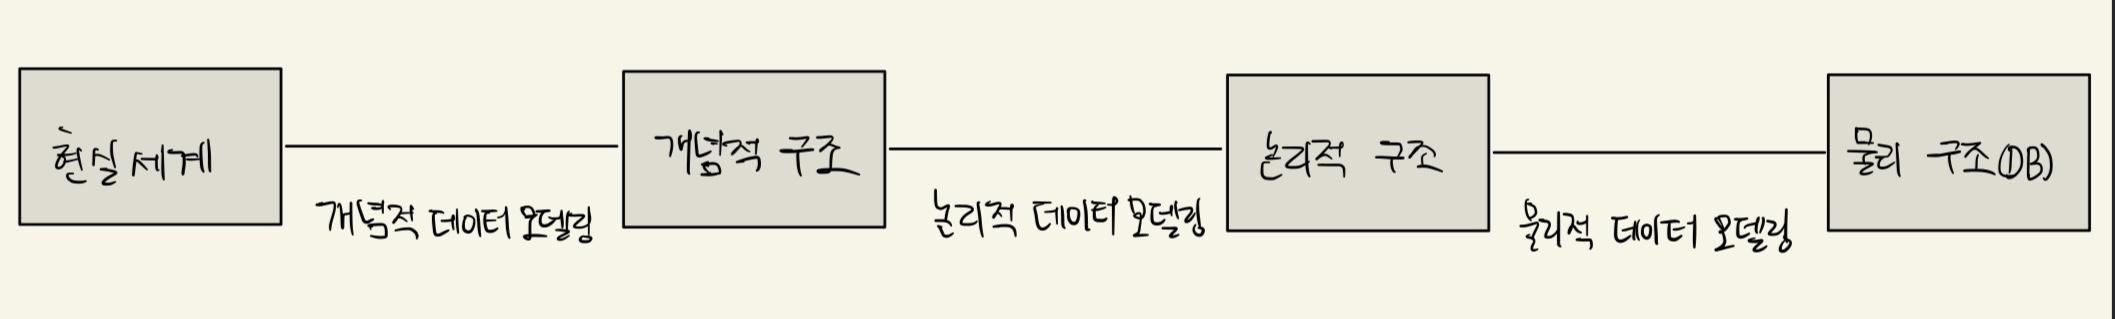 현실세계
개념적 데이터 모델링
개념적 구조
논리적 데이터 모델링
논리적 구조
물리적 데이터 모델링
물리 구조(DB)